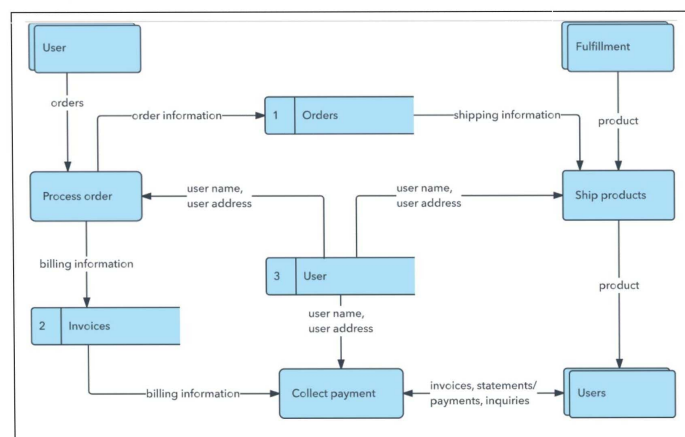 User
Fulfillment
orders
order information
1 Orders
shipping information
product
Process order
user name,
user address
user name,
user address
Ship products
billing information
3 User
product
2 Invoices
user name,
user address
billing information
Collect payment
invoices, statements/
payments, inquiries
Users